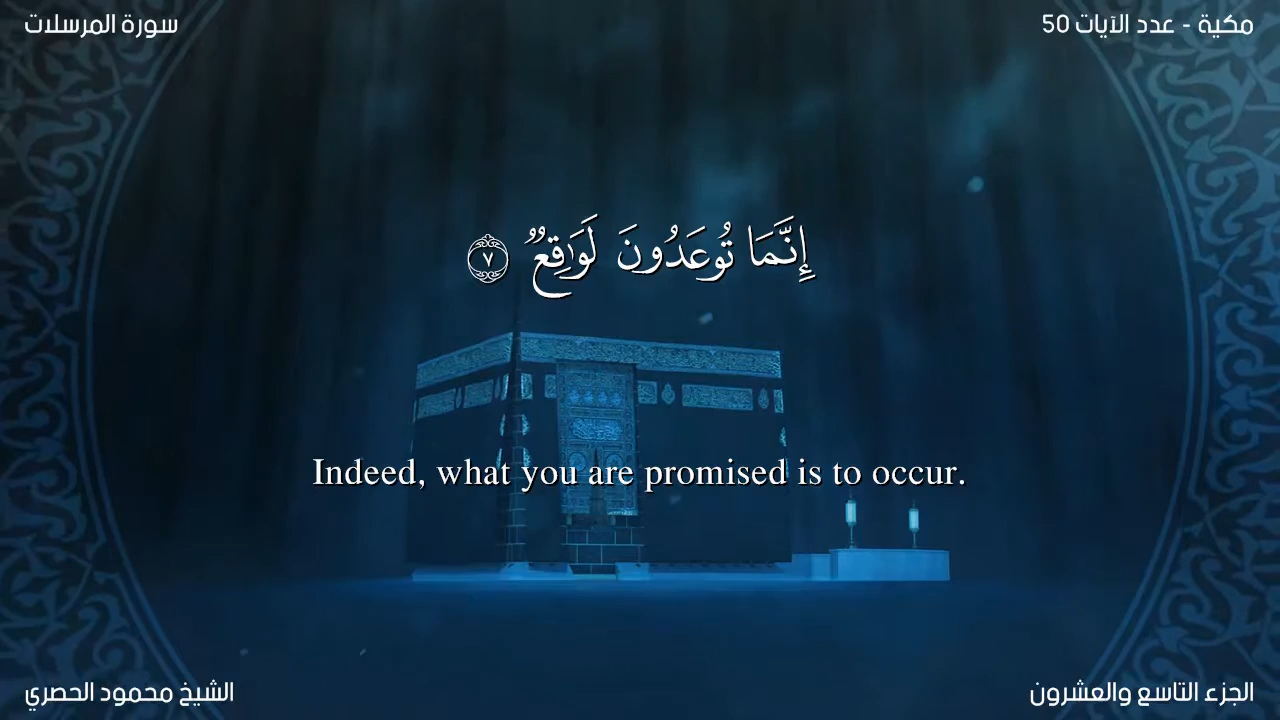 سورة المرسلات
مكية - عدد الآيات 50
إِنَّمَا تُوعَدُونَ لَوَٰقِعٌ ٧
Indeed, what you are promised is to occur.
الشيخ محمود الحصري
الجزء التاسع والعشرون